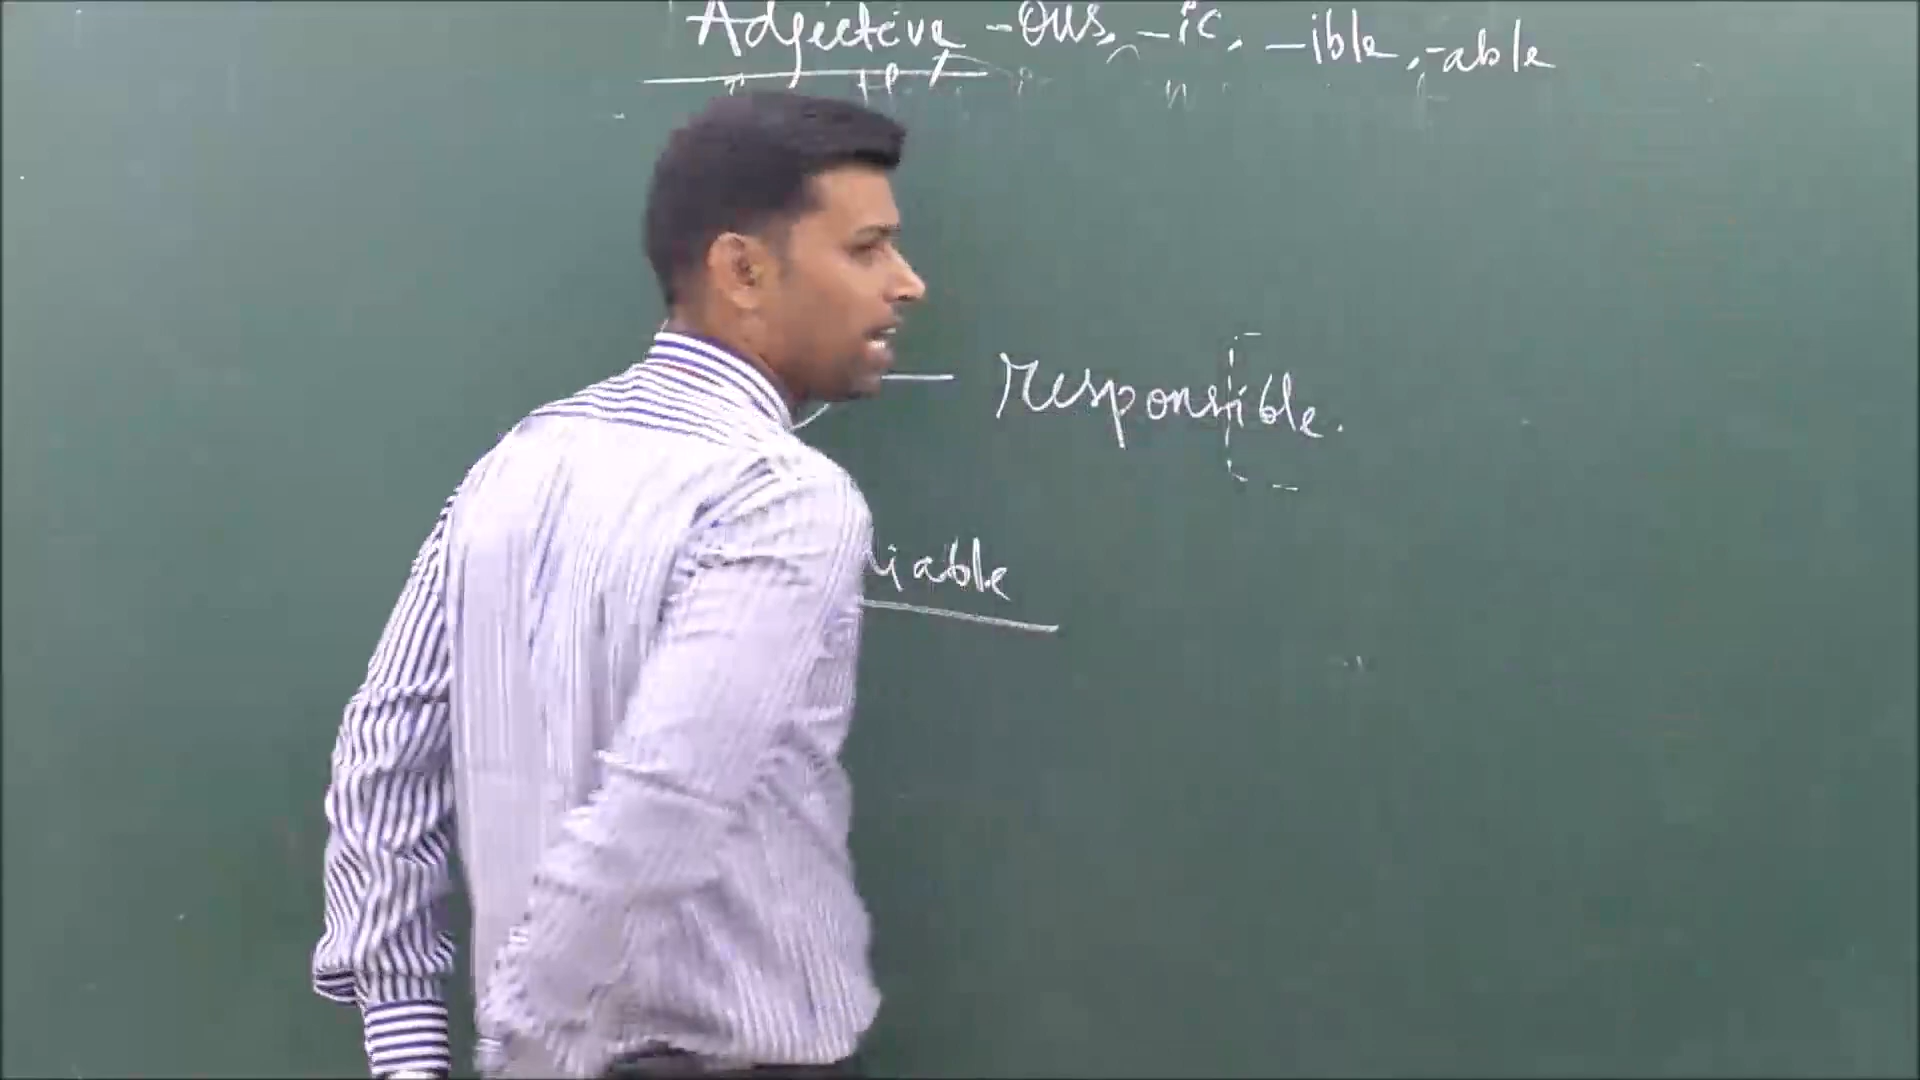 Adjective -ous, -ic, -ible, -able
responsible.
iable